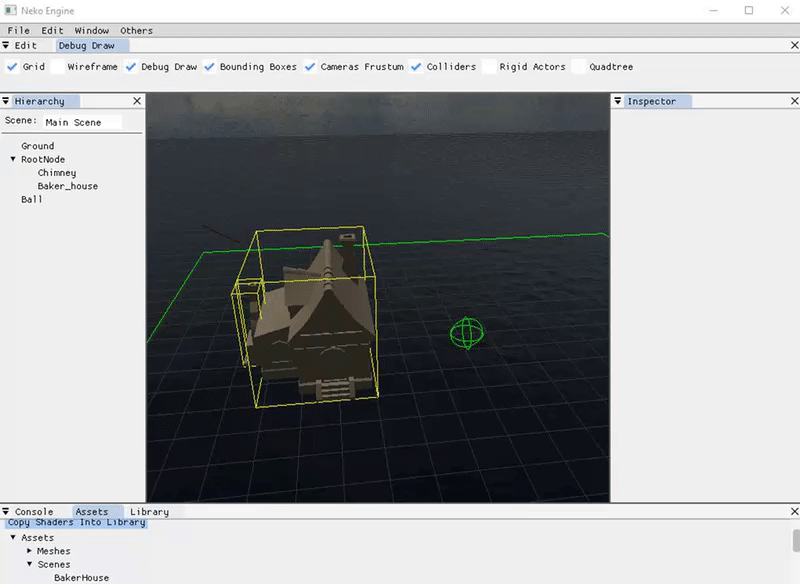 Neko Engine
File Edit Window Others
Edit Debug Draw
Grid Wireframe Debug Draw Bounding Boxes Cameras Frustum Colliders Rigid Actors Quadtree
Hierarchy
Inspector
Scene: Main Scene
Ground
RootNode
Chimney
Baker_house
Ball
Console Assets Library
Copy Shaders Into Library
Assets
Meshes
Scenes
BakerHouse